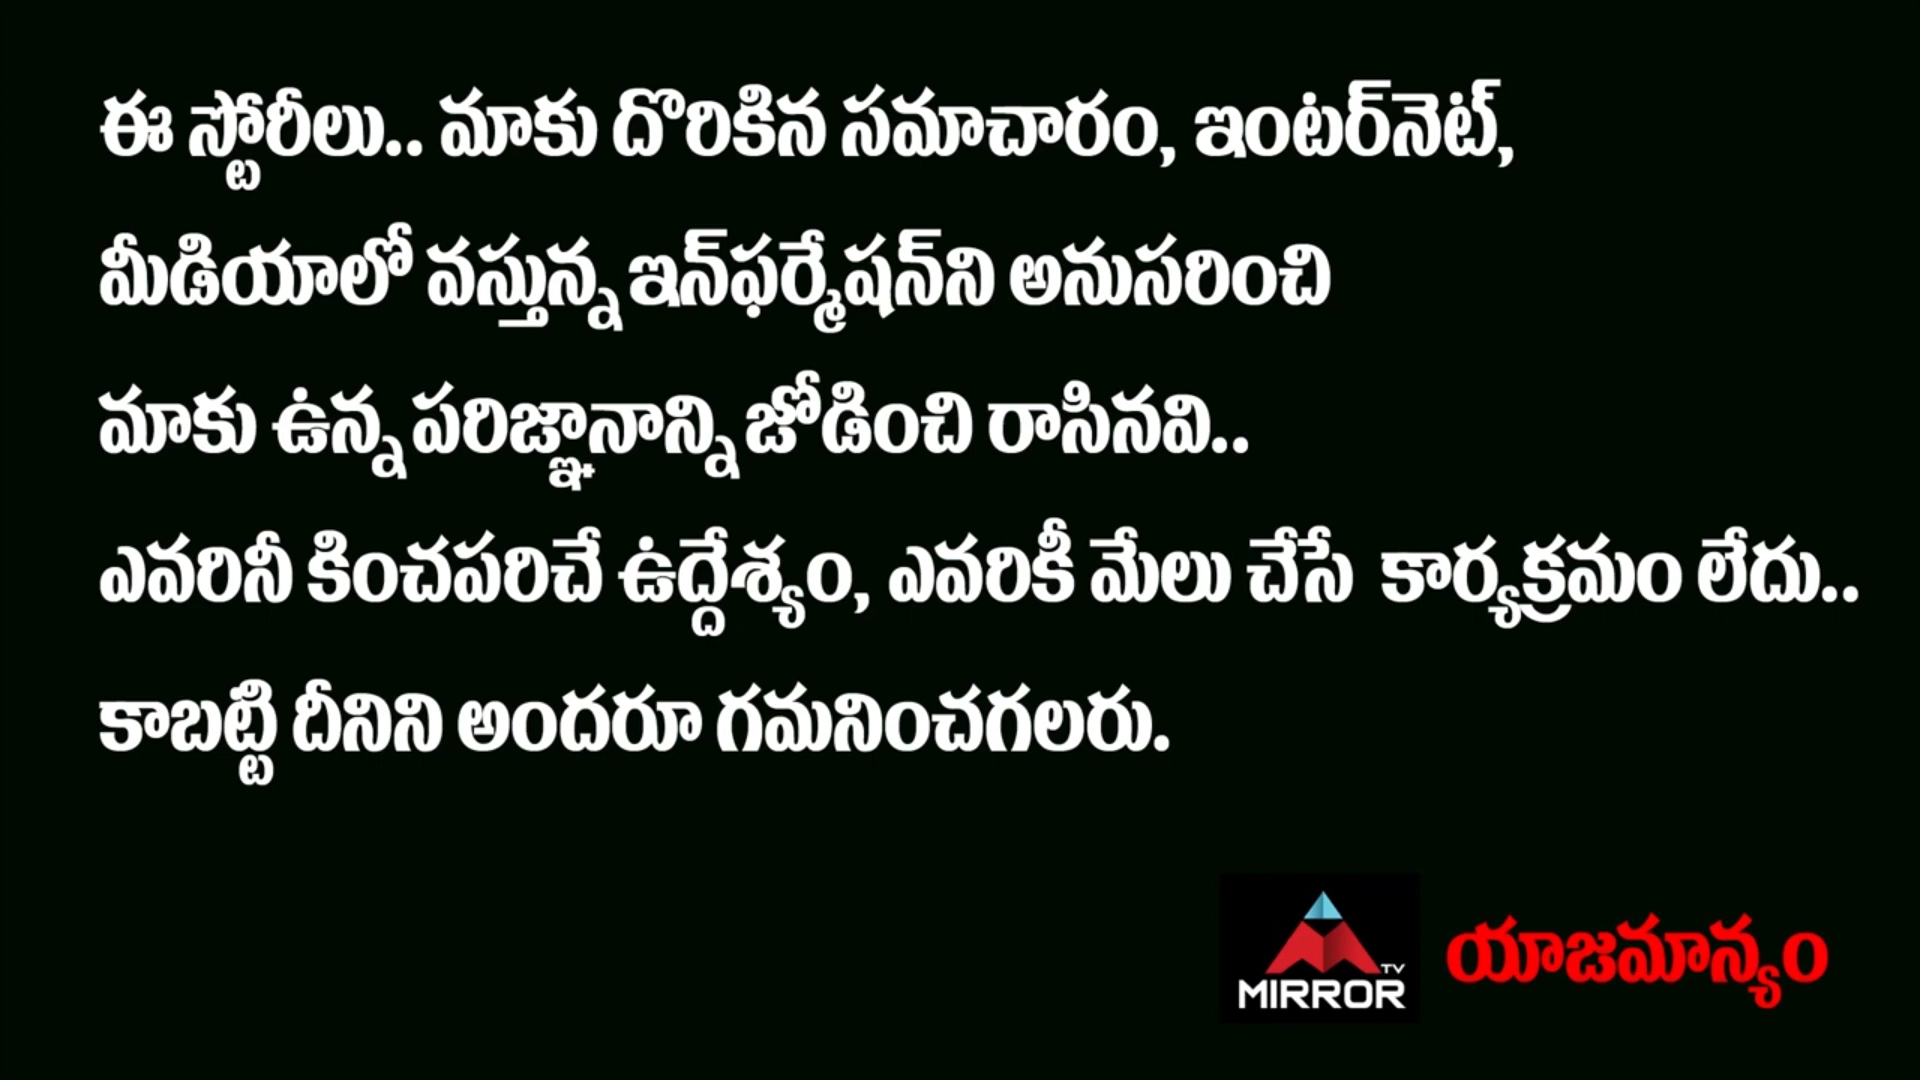 ఈ స్టోరీలు.. మాకు దొరికిన సమాచారం, ఇంటర్‌నెట్,
మీడియాలో వస్తున్న ఇన్‌ఫర్మేషన్‌ని అనుసరించి
మాకు ఉన్న పరిజ్ఞానాన్ని జోడించి రాసినవి..
ఎవరినీ కించపరిచే ఉద్దేశ్యం, ఎవరికీ మేలు చేసే కార్యక్రమం లేదు..
కాబట్టి దీనిని అందరూ గమనించగలరు.
TV
MIRROR
యాజమాన్యం